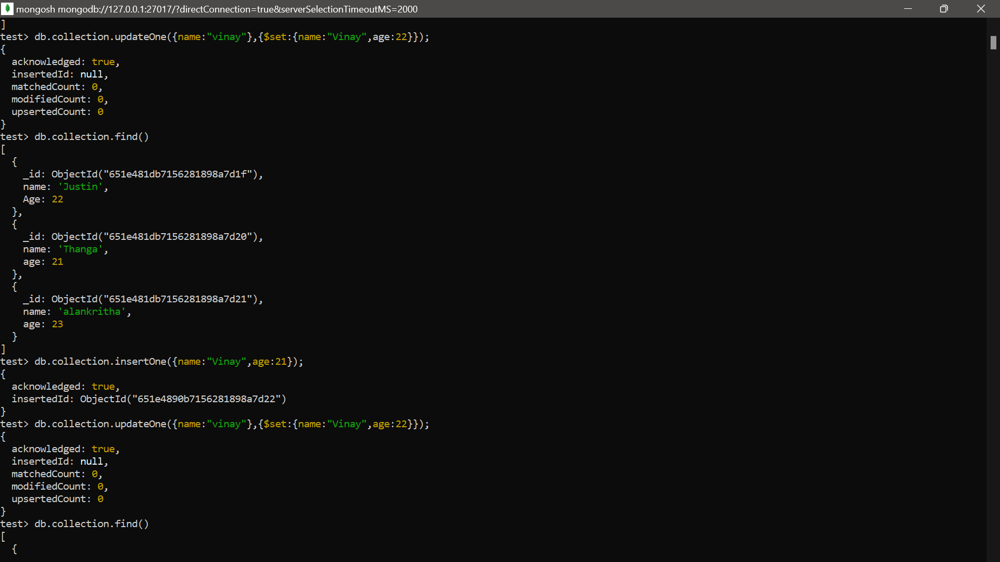 mongosh mongodb://127.0.0.1:27017/?directConnection=true&serverSelectionTimeoutMS=2000
]
test> db.collection.updateOne({name:"vinay"},{$set:{name:"Vinay",age:22}});
{
  acknowledged: true,
  insertedId: null,
  matchedCount: 0,
  modifiedCount: 0,
  upsertedCount: 0
}
test> db.collection.find()
[
  {
    _id: ObjectId("651e481db7156281898a7d1f"),
    name: 'Justin',
    Age: 22
  },
  {
    _id: ObjectId("651e481db7156281898a7d20"),
    name: 'Thanga',
    age: 21
  },
  {
    _id: ObjectId("651e481db7156281898a7d21"),
    name: 'alankritha',
    age: 23
  }
]
test> db.collection.insertOne({name:"Vinay",age:21});
{
  acknowledged: true,
  insertedId: ObjectId("651e4890b7156281898a7d22")
}
test> db.collection.updateOne({name:"vinay"},{$set:{name:"Vinay",age:22}});
{
  acknowledged: true,
  insertedId: null,
  matchedCount: 0,
  modifiedCount: 0,
  upsertedCount: 0
}
test> db.collection.find()
[
  {